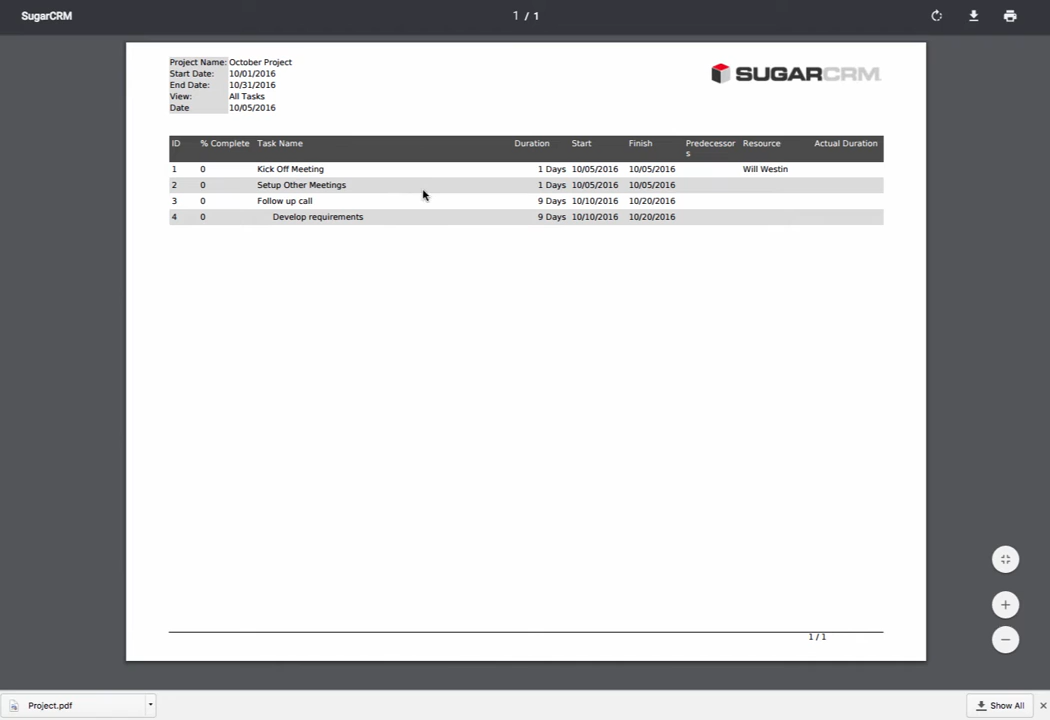 SugarCRM
1 / 1
Project Name: October Project
Start Date: 10/01/2016
End Date: 10/31/2016
View: All Tasks
Date 10/05/2016
SUGARCRM
ID % Complete Task Name Duration Start Finish Predecessor Resource Actual Duration
s
1 0 Kick Off Meeting 1 Days 10/05/2016 10/05/2016 Will Westin
2 0 Setup Other Meetings 1 Days 10/05/2016 10/05/2016
3 0 Follow up call 9 Days 10/10/2016 10/20/2016
4 0 Develop requirements 9 Days 10/10/2016 10/20/2016
1 / 1
Project.pdf
Show All